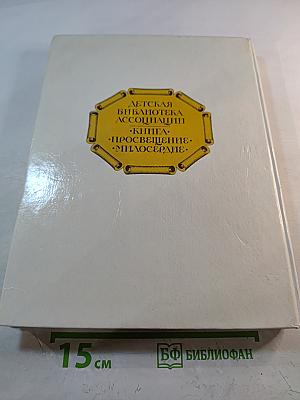 ДЕТСКАЯ
БИБЛИОТЕКА
АССОЦИАЦИИ
·КНИГА·
·ПРОСВЕЩЕНИЕ·
·МИЛОСЕРДИЕ·
15 см
БФ БИБЛИОФАН